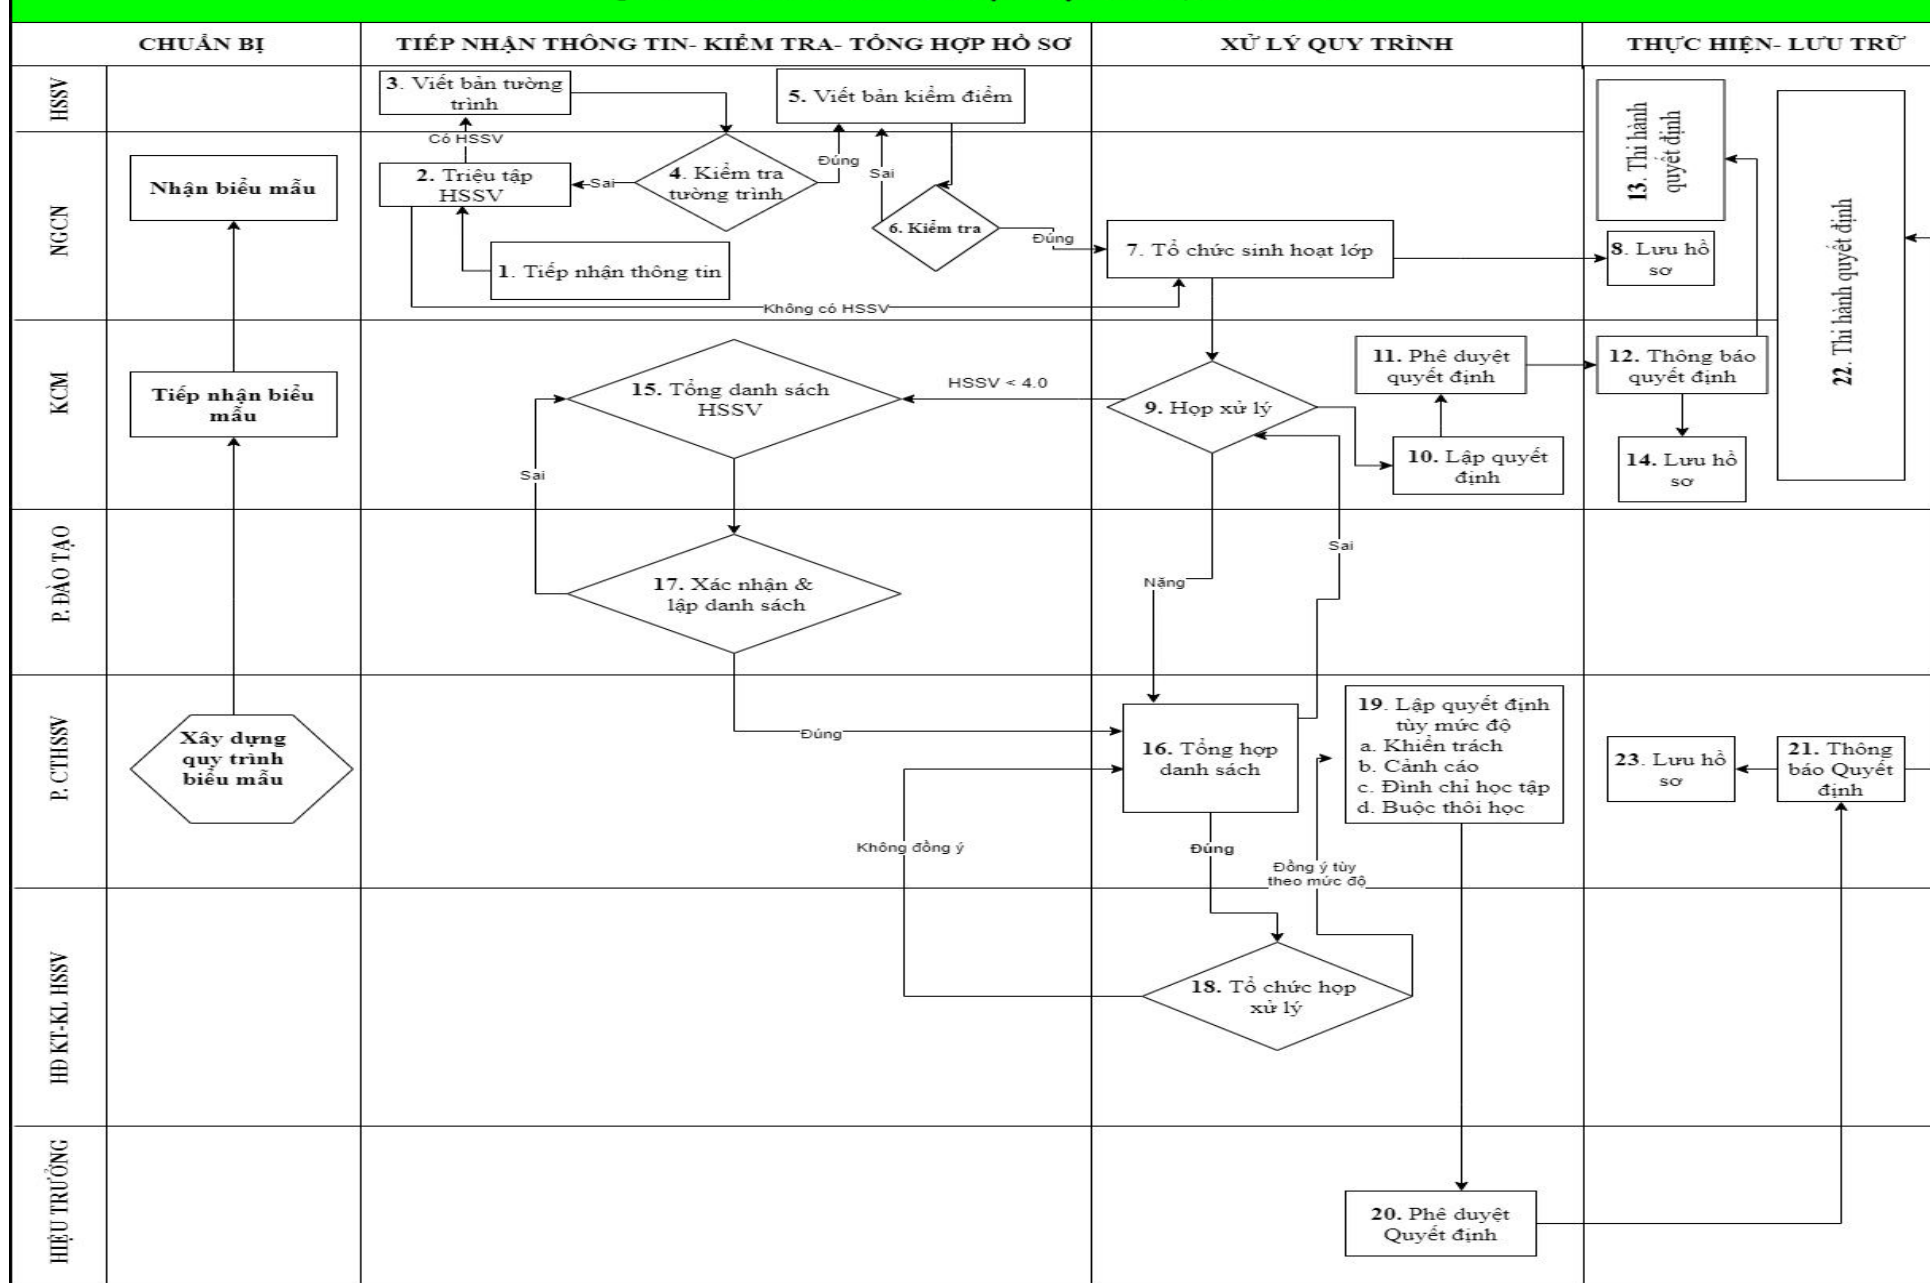 CHUẨN BỊ
TIẾP NHẬN THÔNG TIN- KIỂM TRA- TỔNG HỢP HỒ SƠ
XỬ LÝ QUY TRÌNH
THỰC HIỆN- LƯU TRỮ
HSSV
3. Viết bản tường
trình
5. Viết bản kiểm điểm
13. Thi hành
quyết định
22. Thi hành quyết định
NGCN
Nhận biểu mẫu
Có HSSV
2. Triệu tập
HSSV
Sai
4. Kiểm tra
tường trình
Đúng
Sai
6. Kiểm tra
Đúng
1. Tiếp nhận thông tin
Không có HSSV
7. Tổ chức sinh hoạt lớp
8. Lưu hồ
sơ
KCM
Tiếp nhận biểu
mẫu
15. Tổng danh sách
HSSV
HSSV < 4.0
9. Họp xử lý
11. Phê duyệt
quyết định
10. Lập quyết
định
12. Thông báo
quyết định
14. Lưu hồ
sơ
Sai
P. ĐÀO TẠO
17. Xác nhận &
lập danh sách
Nặng
Sai
P. CTHSSV
Xây dựng
quy trình
biểu mẫu
Đúng
16. Tổng hợp
danh sách
19. Lập quyết định
tùy mức độ
a. Khiển trách
b. Cảnh cáo
c. Đình chỉ học tập
d. Buộc thôi học
23. Lưu hồ
sơ
21. Thông
báo Quyết
định
Không đồng ý
Đúng
Đồng ý tùy
theo mức độ
HĐ KT-KL HSSV
18. Tổ chức họp
xử lý
HIỆU TRƯỞNG
20. Phê duyệt
Quyết định